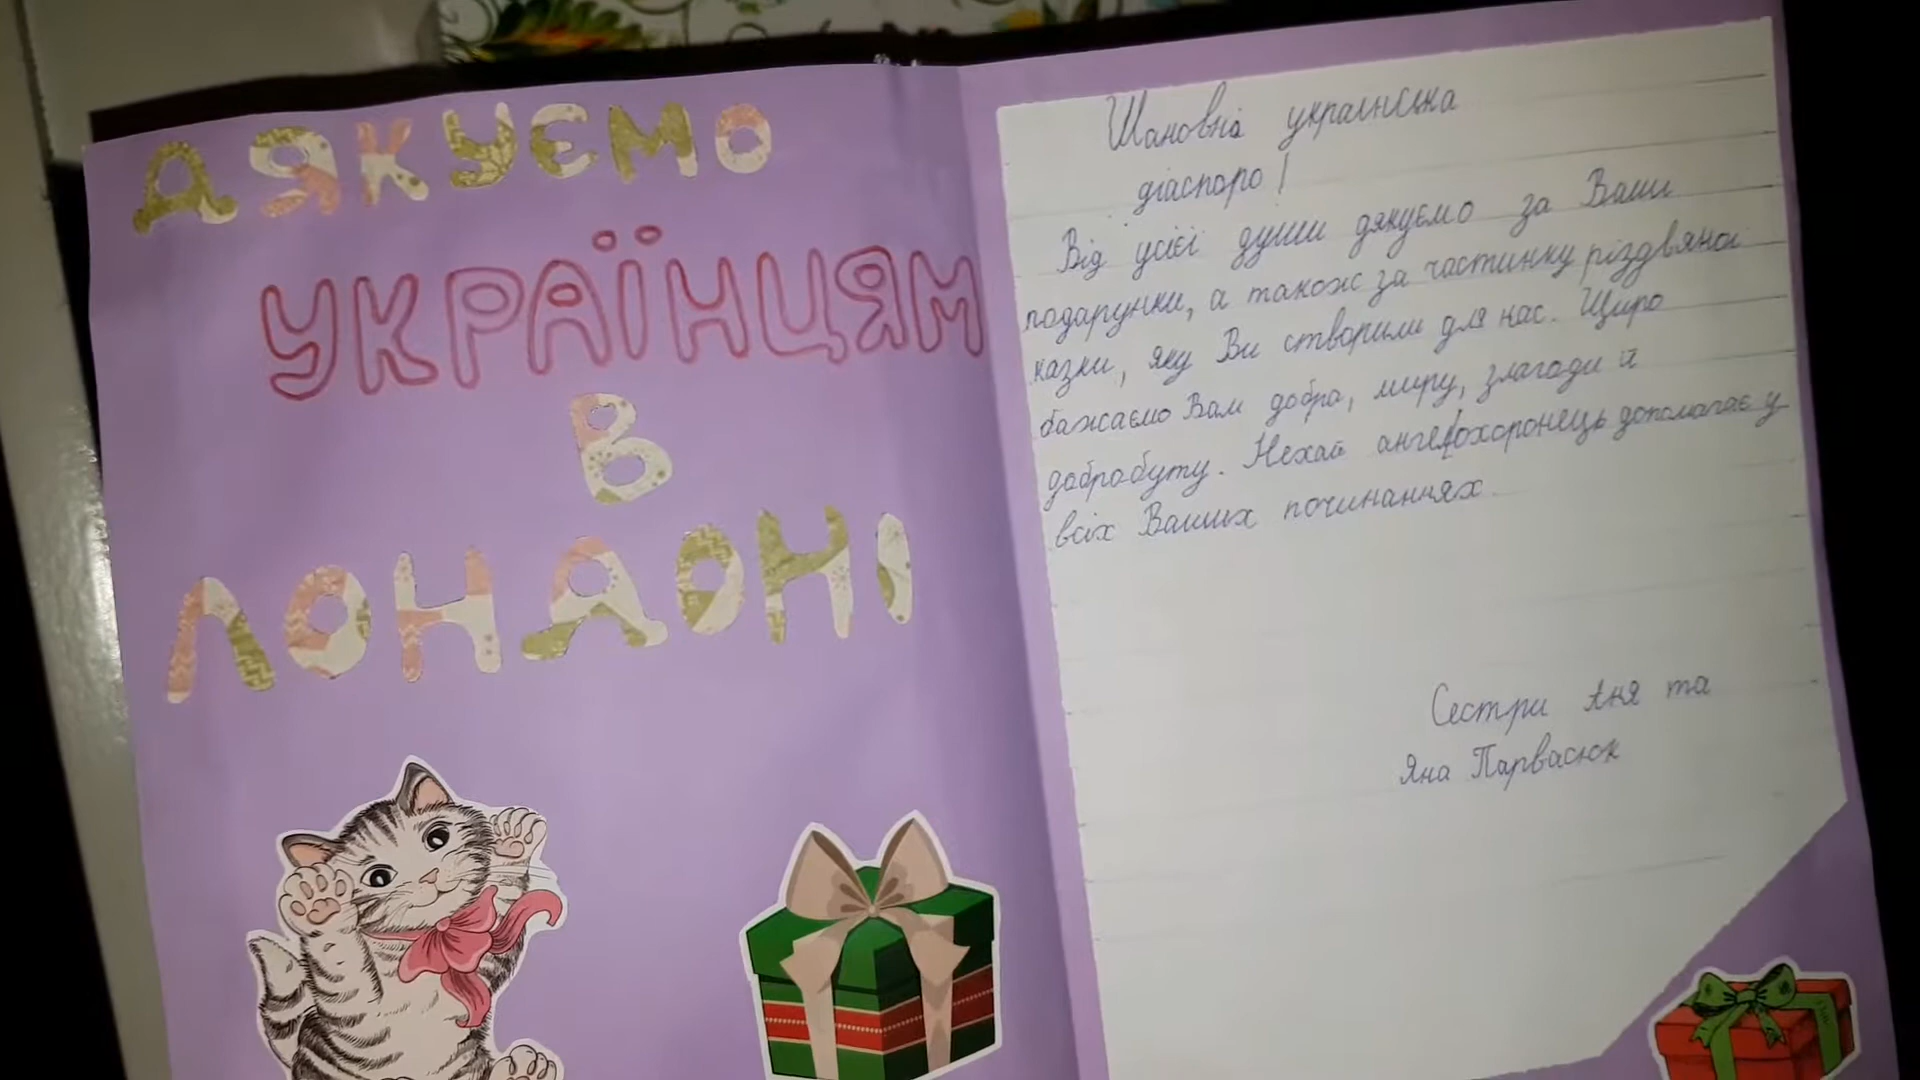 ДЯКУЄМО
УКРАЇНЦЯМ
В
ЛОНДОНІ
Шановна українська
діаспоро!
Від усієї души дякуємо за Ваши
подарунки, а також за частинку різдвяної
казки, яку Ви створили для нас. Щиро
бажаємо Вам добра, миру, злагоди й
добробуту. Нехай ангел охоронець допомагає у
всіх Ваших починаннях.
Сестри Аня та
Яна Парвасюк